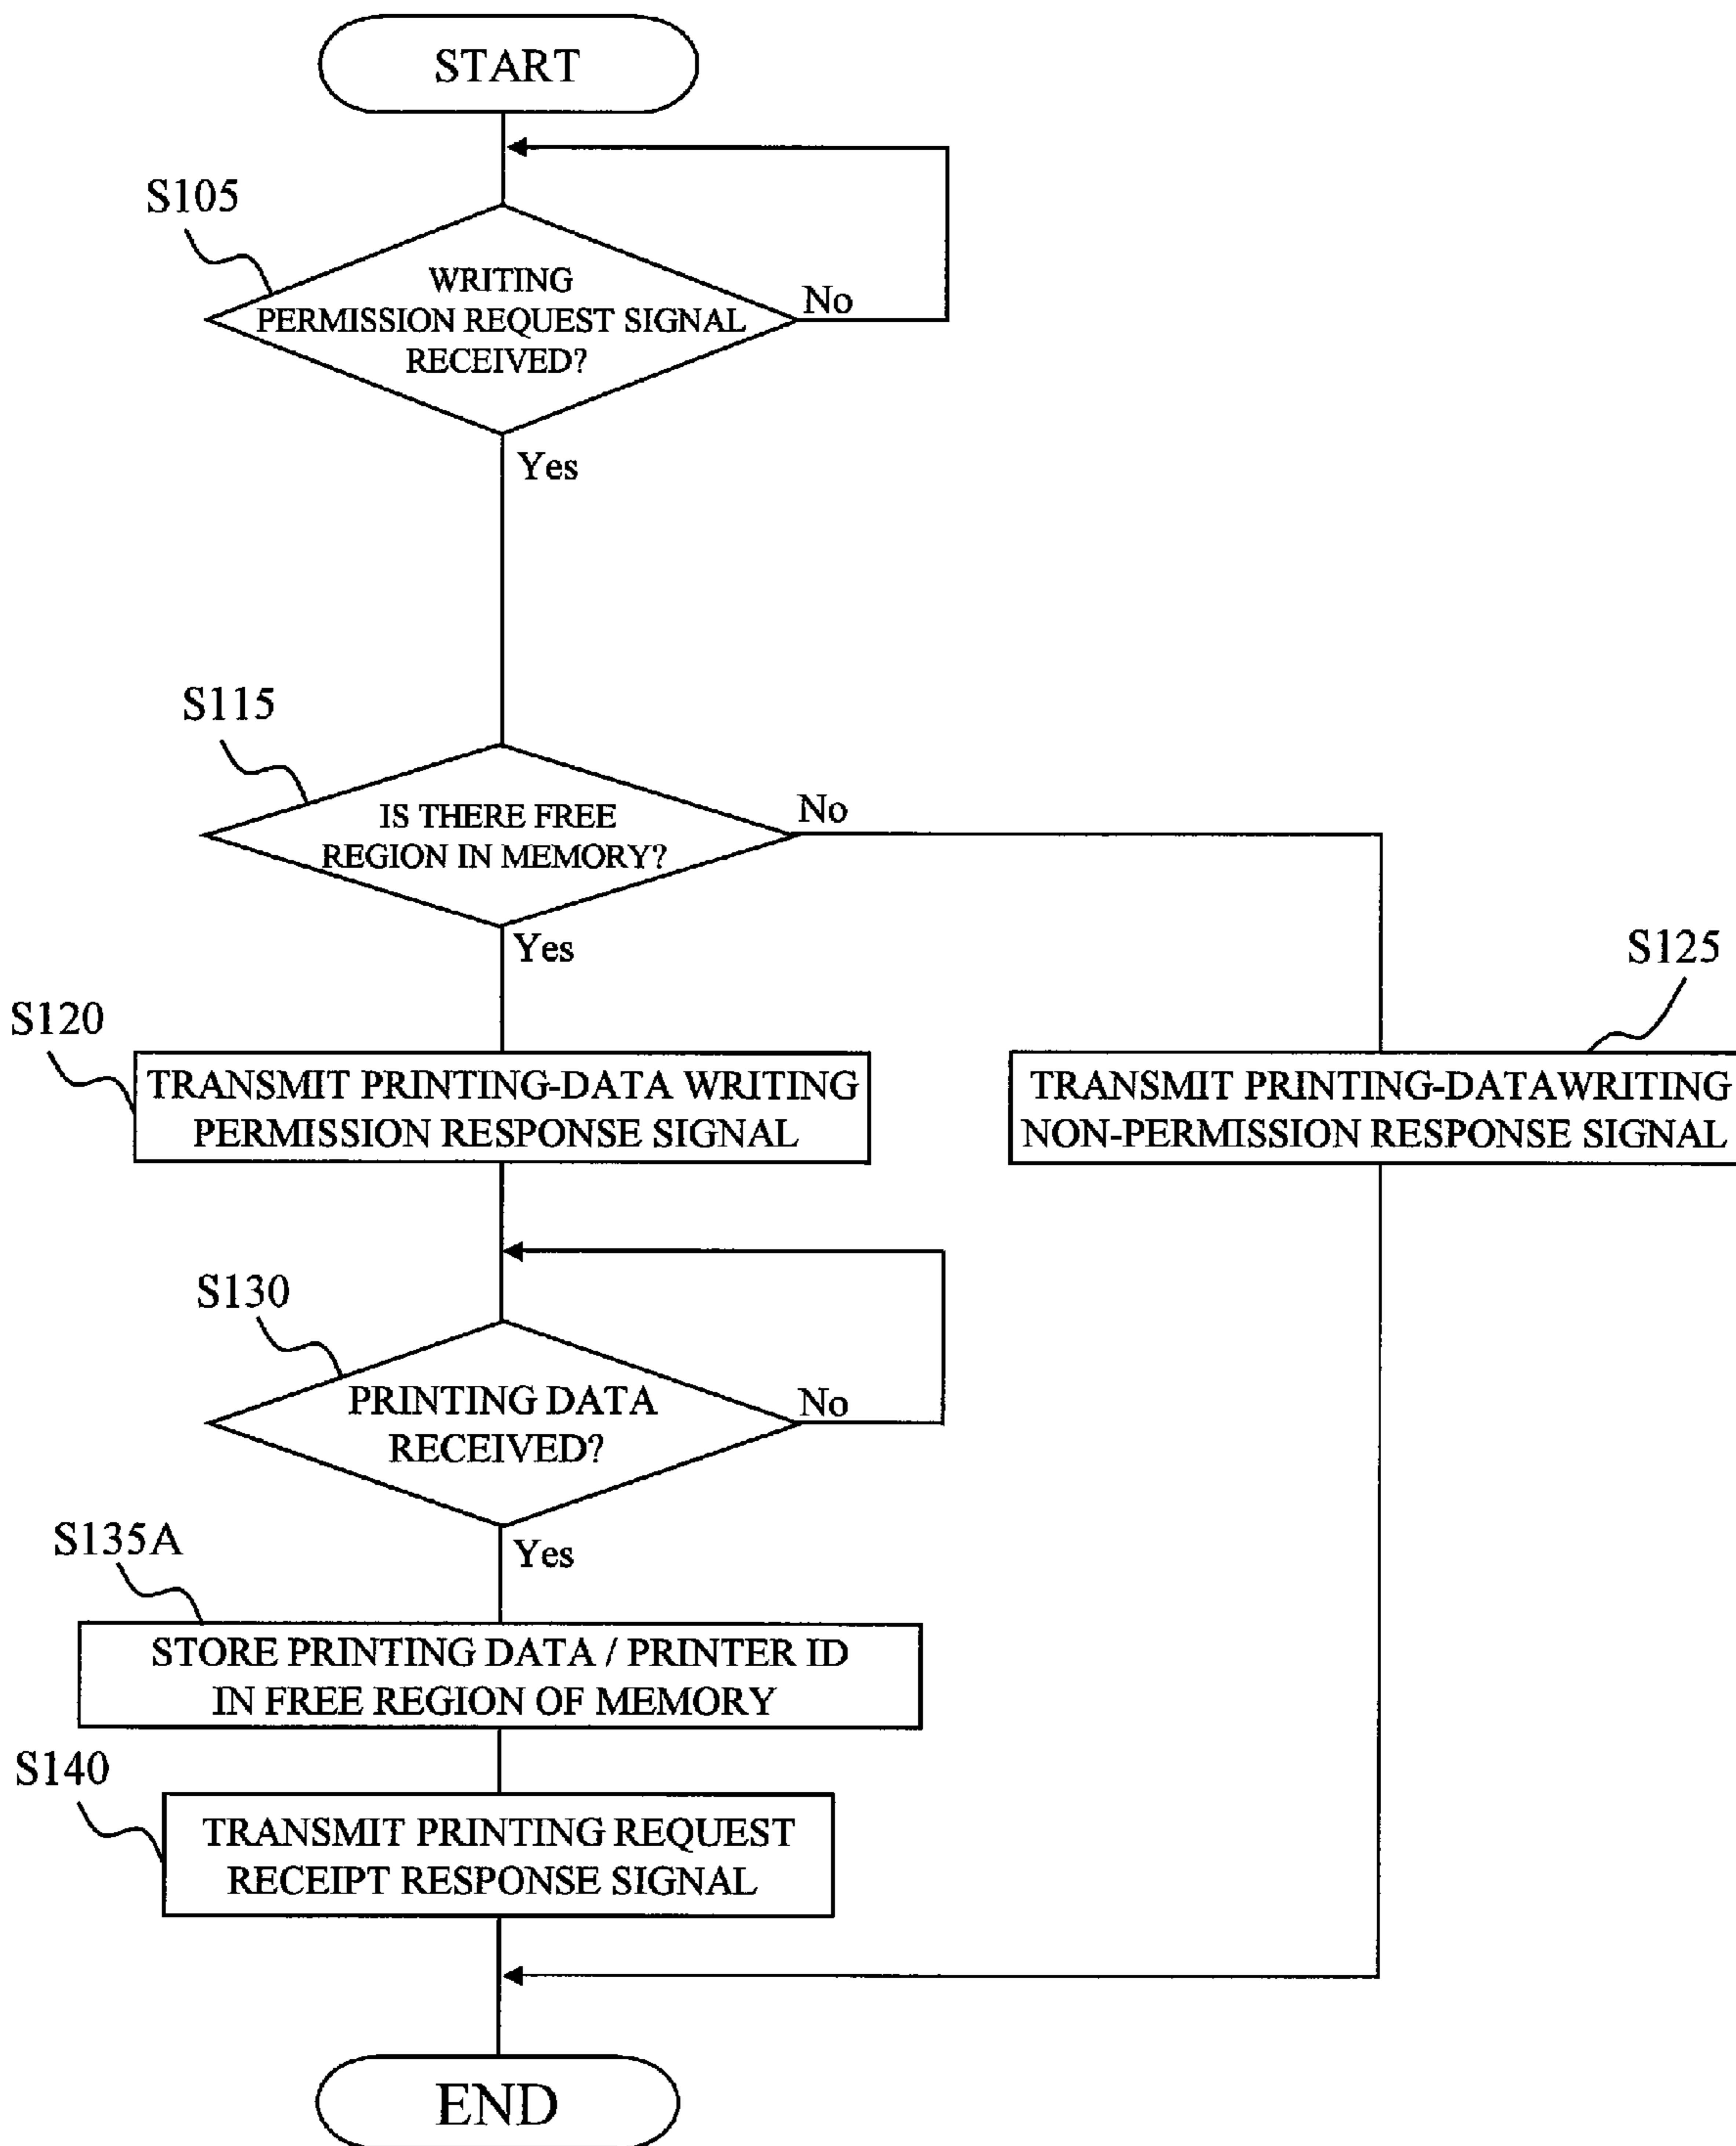 START
S105
WRITING
PERMISSION REQUEST SIGNAL
RECEIVED?
No
Yes
S115
IS THERE FREE
REGION IN MEMORY?
No
Yes
S125
S120
TRANSMIT PRINTING-DATA WRITING
PERMISSION RESPONSE SIGNAL
TRANSMIT PRINTING-DATAWRITING
NON-PERMISSION RESPONSE SIGNAL
S130
PRINTING DATA
RECEIVED?
No
Yes
S135A
STORE PRINTING DATA / PRINTER ID
IN FREE REGION OF MEMORY
S140
TRANSMIT PRINTING REQUEST
RECEIPT RESPONSE SIGNAL
END